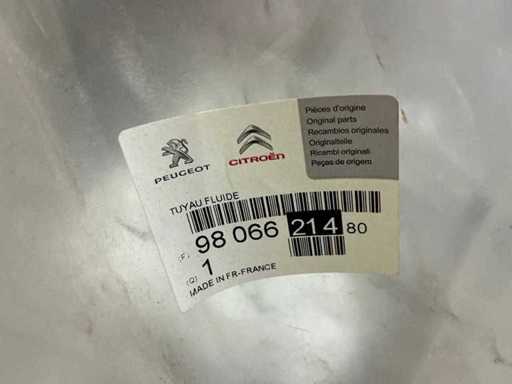 PEUGEOT
CITROËN
Pièces d'origine
Original parts
Recambios originales
Originalteile
Ricambi originali
Peças de origem
TUYAU FLUIDE
(P) 98 066 214 80
(Q) 1
MADE IN FR-FRANCE